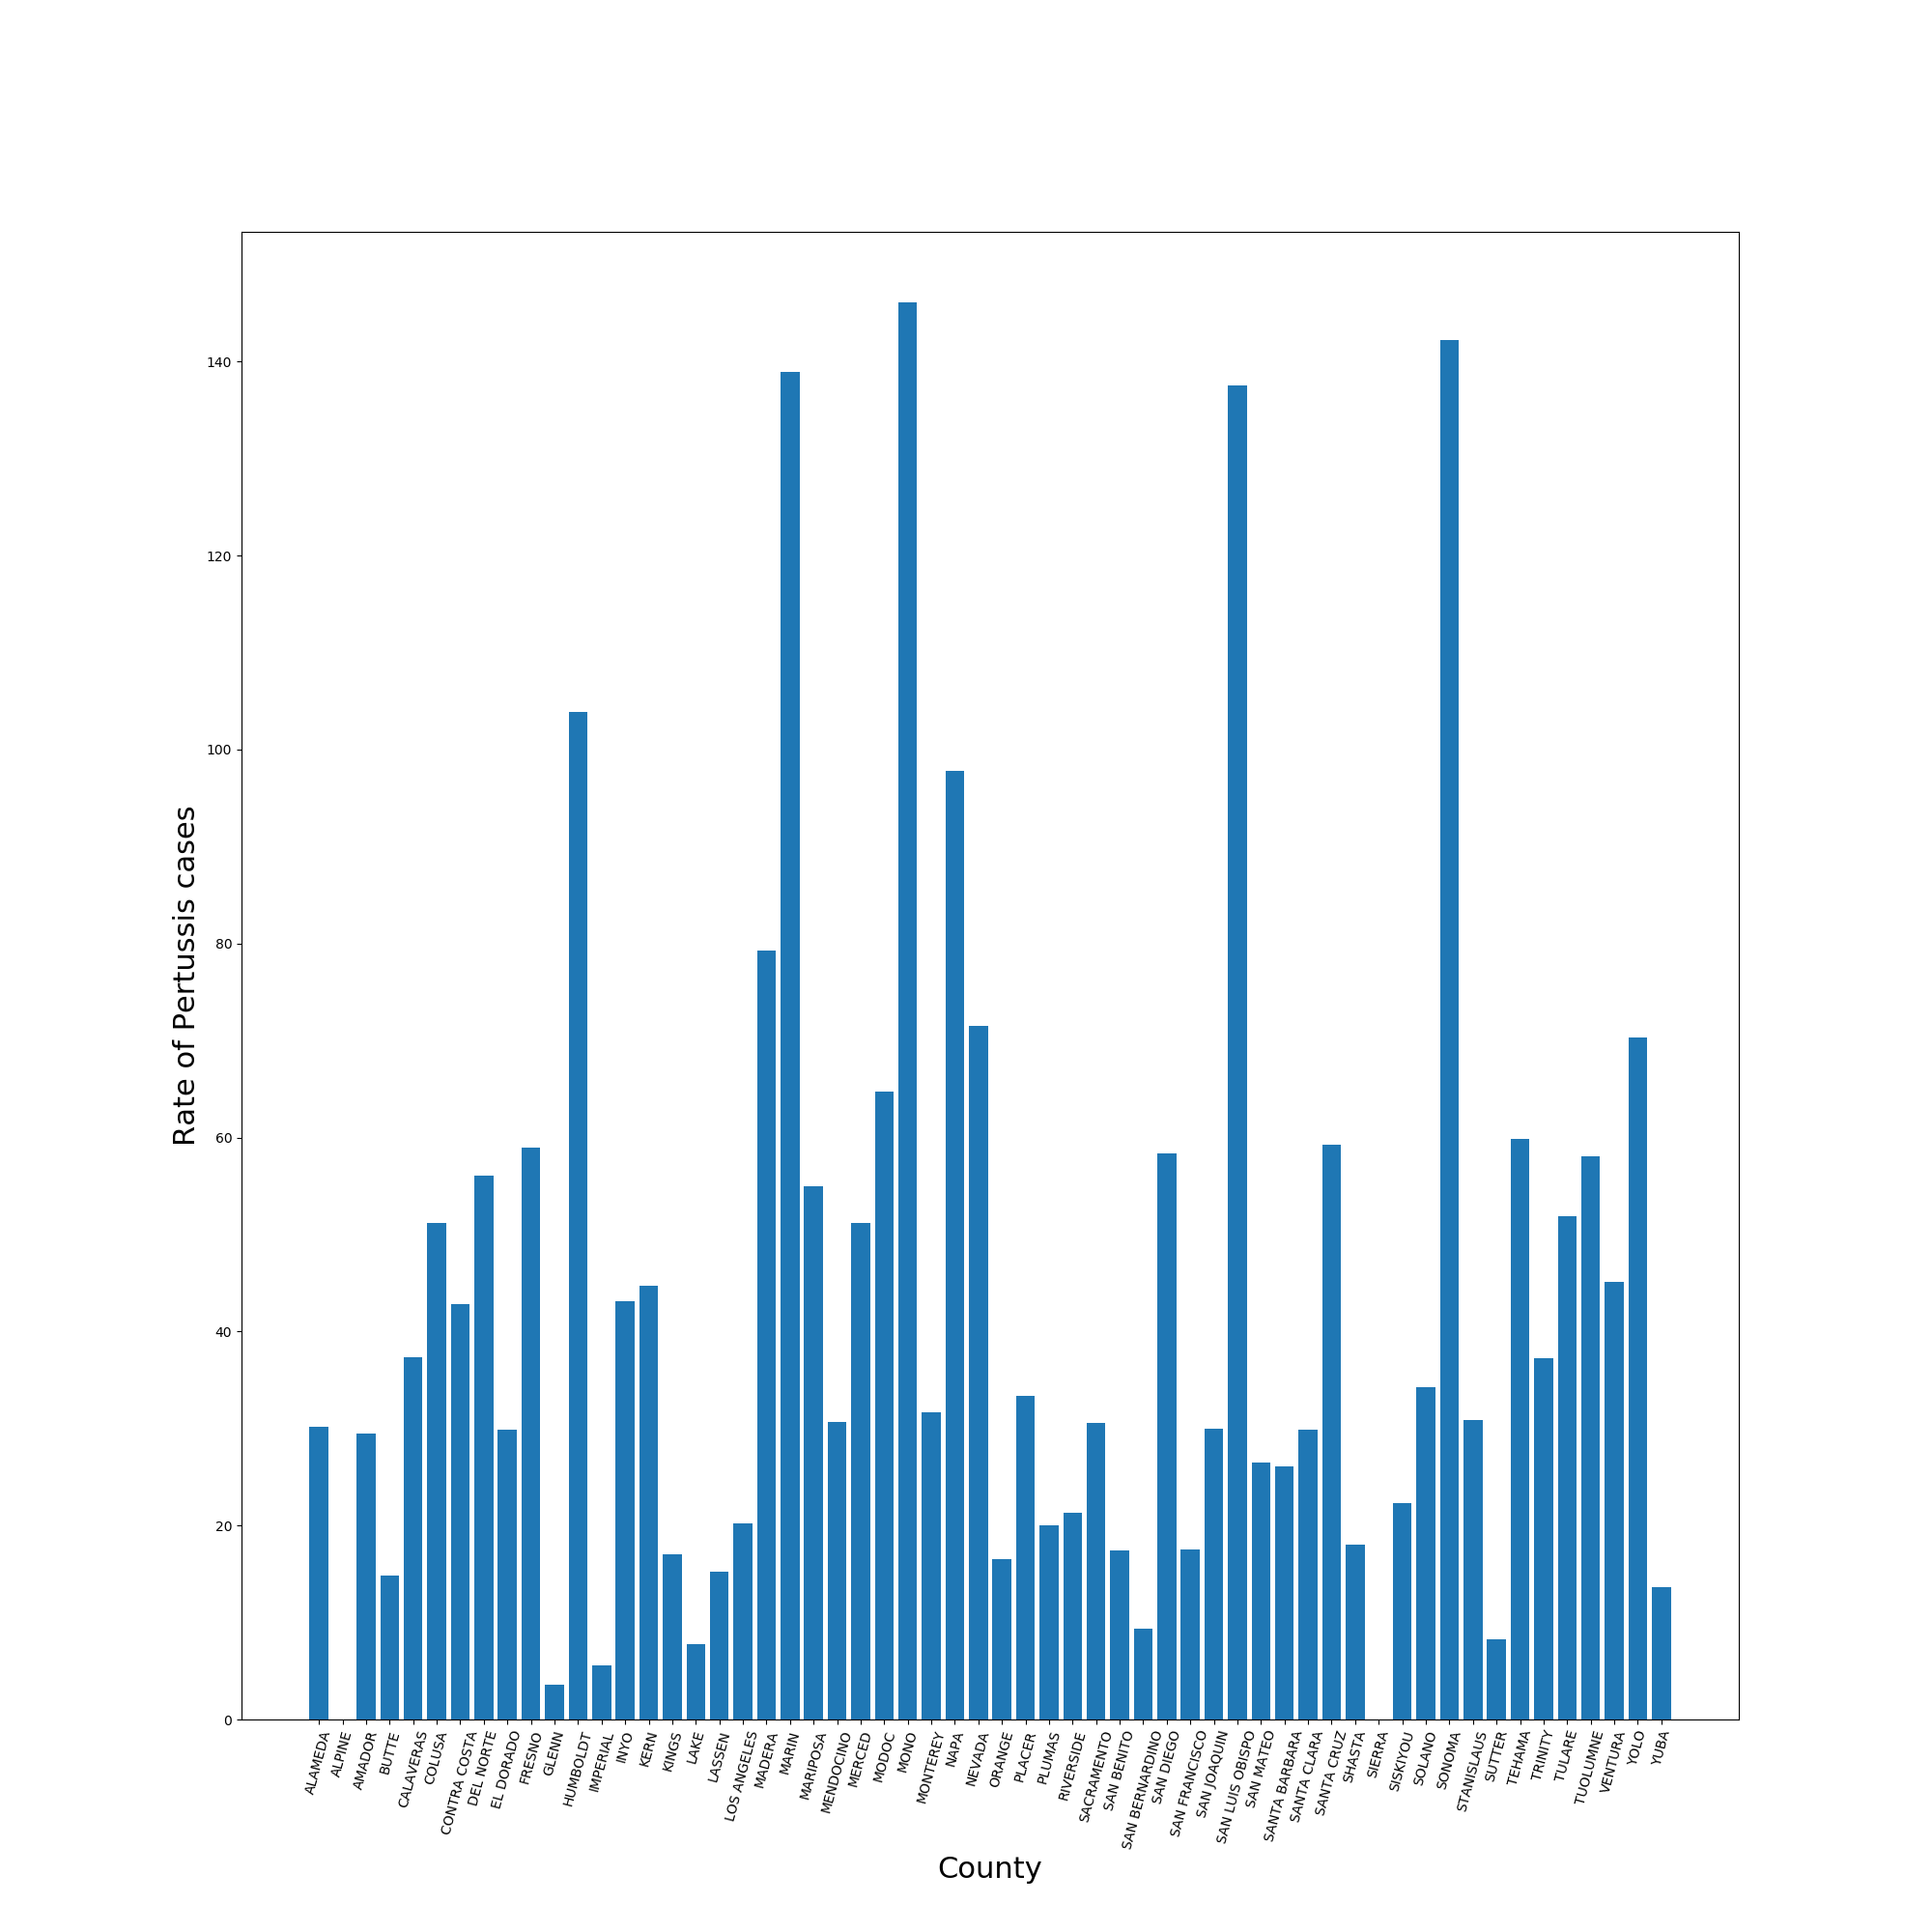 Rate of Pertussis cases
140
120
100
80
60
40
20
0
ALAMEDA
ALPINE
AMADOR
BUTTE
CALAVERAS
COLUSA
CONTRA COSTA
DEL NORTE
EL DORADO
FRESNO
GLENN
HUMBOLDT
IMPERIAL
INYO
KERN
KINGS
LAKE
LASSEN
LOS ANGELES
MADERA
MARIN
MARIPOSA
MENDOCINO
MERCED
MODOC
MONO
MONTEREY
NAPA
NEVADA
ORANGE
PLACER
PLUMAS
RIVERSIDE
SACRAMENTO
SAN BENITO
SAN BERNARDINO
SAN DIEGO
SAN FRANCISCO
SAN JOAQUIN
SAN LUIS OBISPO
SAN MATEO
SANTA BARBARA
SANTA CLARA
SANTA CRUZ
SHASTA
SIERRA
SISKIYOU
SOLANO
SONOMA
STANISLAUS
SUTTER
TEHAMA
TRINITY
TULARE
TUOLUMNE
VENTURA
YOLO
YUBA
County